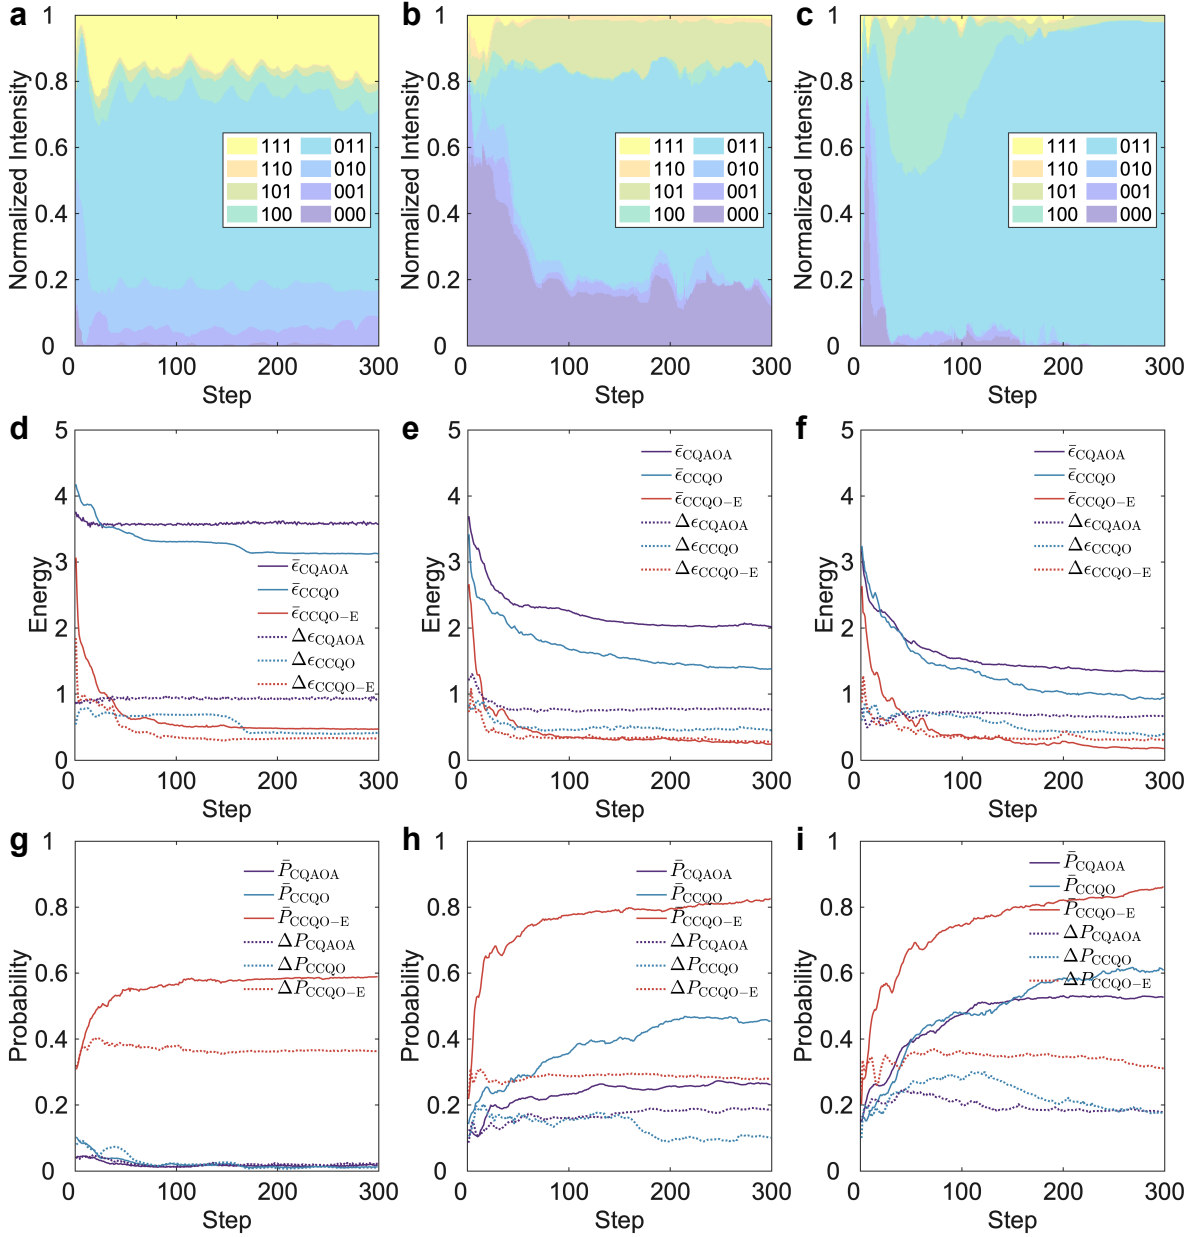 a
Normalized Intensity
1
0.8
0.6
0.4
0.2
0
111 011
110 010
101 001
100 000
0 100 200 300
Step
b
Normalized Intensity
1
0.8
0.6
0.4
0.2
0
111 011
110 010
101 001
100 000
0 100 200 300
Step
c
Normalized Intensity
1
0.8
0.6
0.4
0.2
0
111 011
110 010
101 001
100 000
0 100 200 300
Step
d
Energy
5
4
3
2
1
0
ϵ̄CQAOA
ϵ̄CCQO
ϵ̄CCQO−E
ΔϵCQAOA
ΔϵCCQO
ΔϵCCQO−E
0 100 200 300
Step
e
Energy
5
4
3
2
1
0
ϵ̄CQAOA
ϵ̄CCQO
ϵ̄CCQO−E
ΔϵCQAOA
ΔϵCCQO
ΔϵCCQO−E
0 100 200 300
Step
f
Energy
5
4
3
2
1
0
ϵ̄CQAOA
ϵ̄CCQO
ϵ̄CCQO−E
ΔϵCQAOA
ΔϵCCQO
ΔϵCCQO−E
0 100 200 300
Step
g
Probability
1
0.8
0.6
0.4
0.2
0
P̄CQAOA
P̄CCQO
P̄CCQO−E
ΔPCQAOA
ΔPCCQO
ΔPCCQO−E
0 100 200 300
Step
h
Probability
1
0.8
0.6
0.4
0.2
0
P̄CQAOA
P̄CCQO
P̄CCQO−E
ΔPCQAOA
ΔPCCQO
ΔPCCQO−E
0 100 200 300
Step
i
Probability
1
0.8
0.6
0.4
0.2
0
P̄CQAOA
P̄CCQO
P̄CCQO−E
ΔPCQAOA
ΔPCCQO
ΔPCCQO−E
0 100 200 300
Step